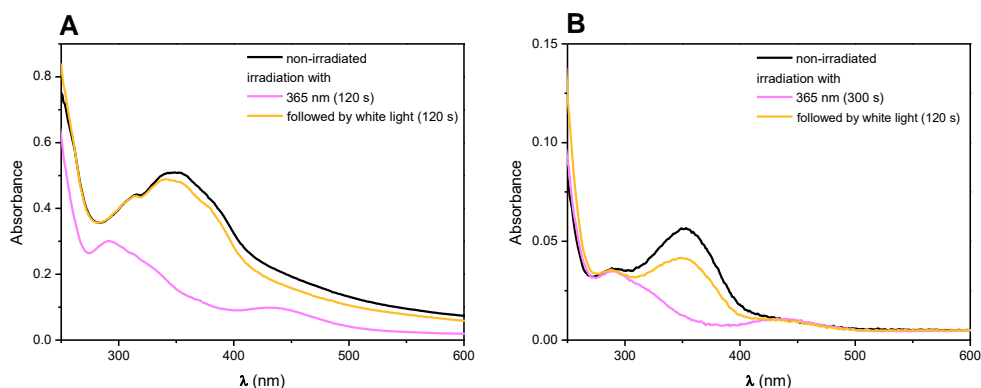 A
non-irradiated
irradiation with
365 nm (120 s)
followed by white light (120 s)
0.8
0.6
0.4
0.2
0.0
Absorbance
300
400
500
600
λ (nm)
B
non-irradiated
irradiation with
365 nm (300 s)
followed by white light (120 s)
0.15
0.10
0.05
0.00
Absorbance
300
400
500
600
λ (nm)